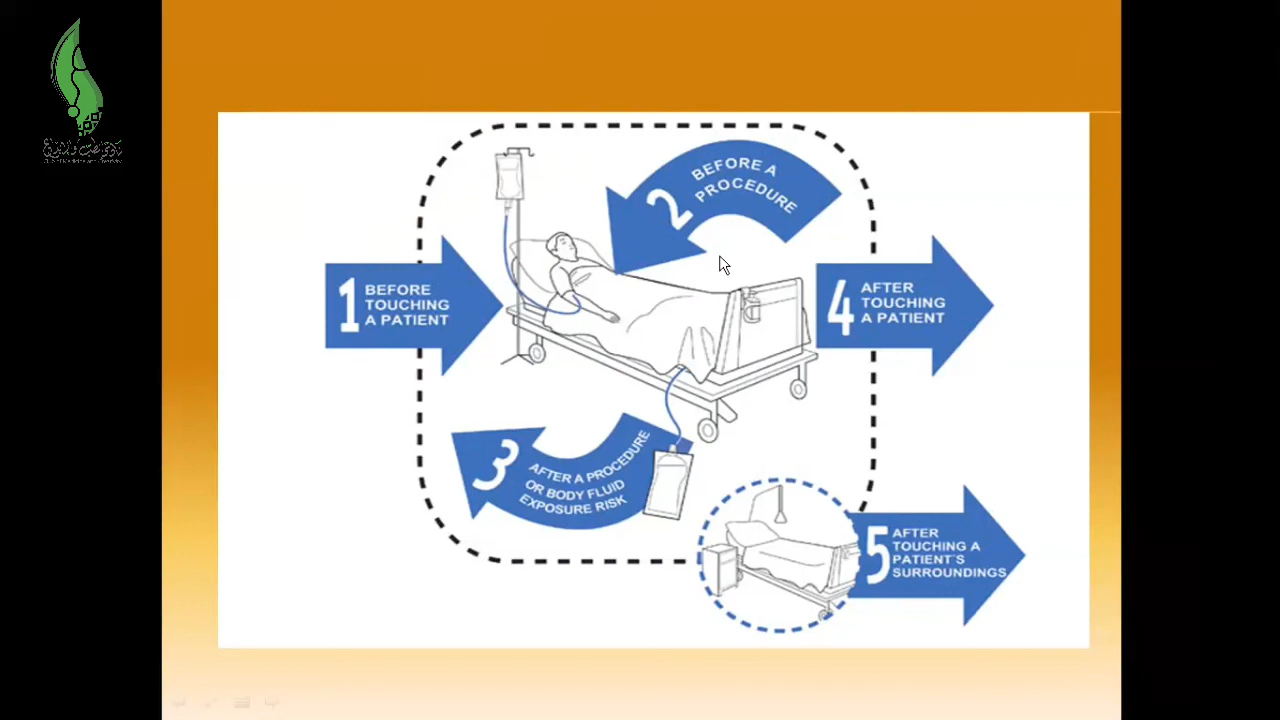 1
BEFORE
TOUCHING
A PATIENT
2
BEFORE A
PROCEDURE
3
AFTER A PROCEDURE
OR BODY FLUID
EXPOSURE RISK
4
AFTER
TOUCHING
A PATIENT
5
AFTER
TOUCHING A
PATIENT'S
SURROUNDINGS